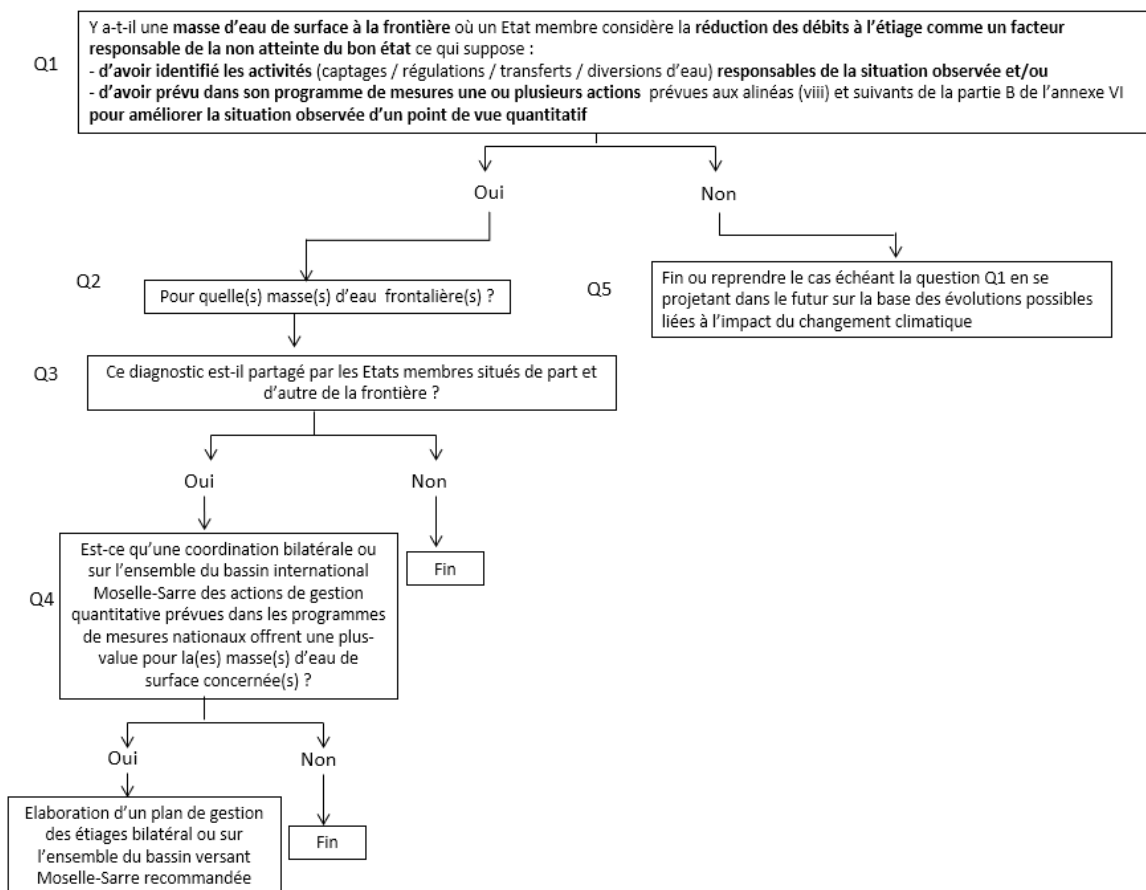 Y a-t-il une masse d'eau de surface à la frontière où un Etat membre considère la réduction des débits à l'étiage comme un facteur
responsable de la non atteinte du bon état ce qui suppose :
Q1
- d'avoir identifié les activités (captages / régulations / transferts / diversions d'eau) responsables de la situation observée et/ou
- d'avoir prévu dans son programme de mesures une ou plusieurs actions prévues aux alinéas (viii) et suivants de la partie B de l'annexe VI
pour améliorer la situation observée d'un point de vue quantitatif
Oui
Non
Q2
Pour quelle(s) masse(s) d'eau frontalière(s) ?
Q5
Fin ou reprendre le cas échéant la question Q1 en se
projetant dans le futur sur la base des évolutions possibles
liées à l'impact du changement climatique
Q3
Ce diagnostic est-il partagé par les Etats membres situés de part et
d'autre de la frontière ?
Oui
Non
Q4
Est-ce qu'une coordination bilatérale ou
sur l'ensemble du bassin international
Moselle-Sarre des actions de gestion
quantitative prévues dans les programmes
de mesures nationaux offrent une plus-
value pour la(es) masse(s) d'eau de
surface concernée(s) ?
Fin
Oui
Non
Elaboration d'un plan de gestion
des étiages bilatéral ou sur
l'ensemble du bassin versant
Moselle-Sarre recommandée
Fin